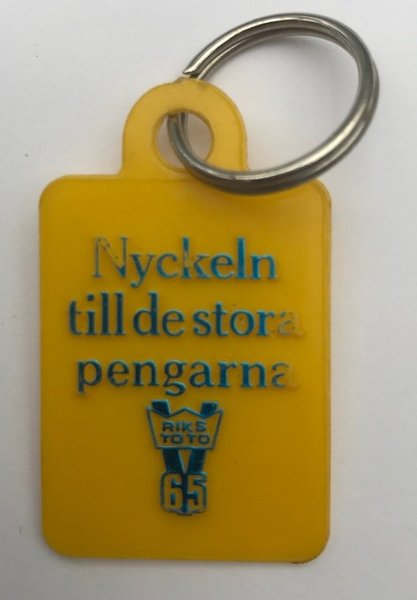 Nyckeln
till de stora
pengarna
RIKS
TOTO
V
65